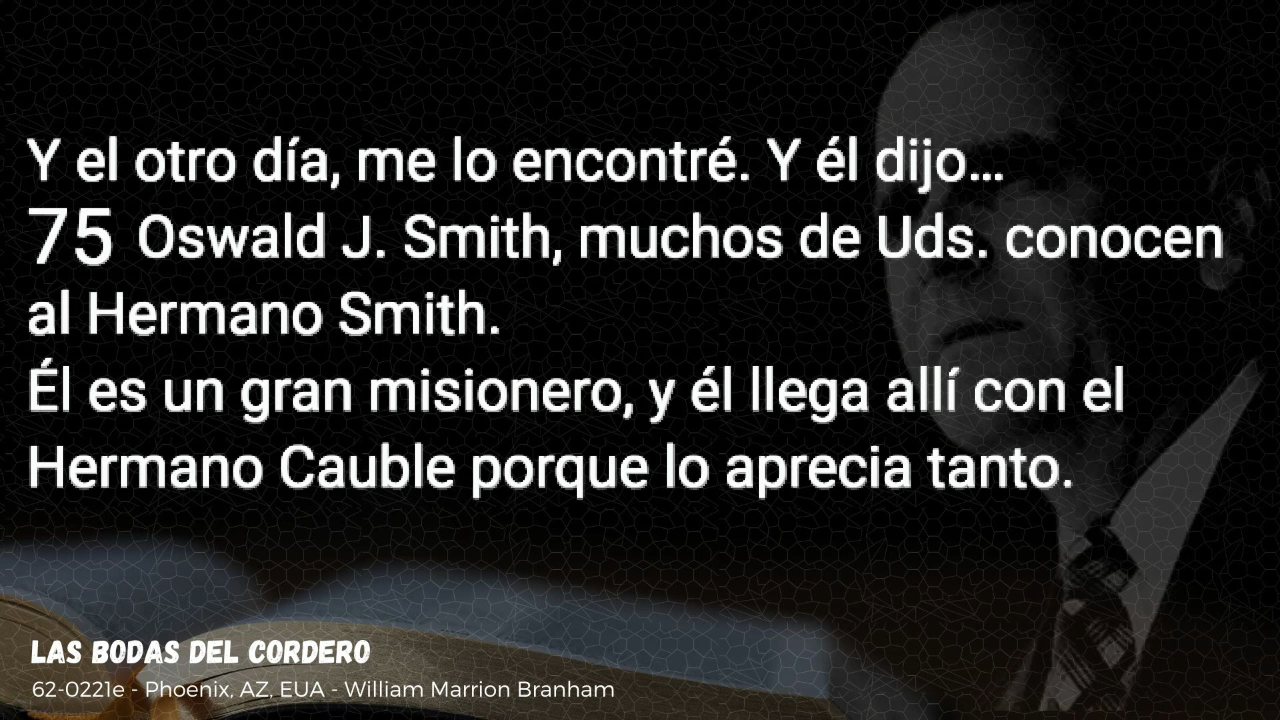 Y el otro día, me lo encontré. Y él dijo...
75 Oswald J. Smith, muchos de Uds. conocen
al Hermano Smith.
Él es un gran misionero, y él llega allí con el
Hermano Cauble porque lo aprecia tanto.
LAS BODAS DEL CORDERO
62-0221e - Phoenix, AZ, EUA - William Marrion Branham